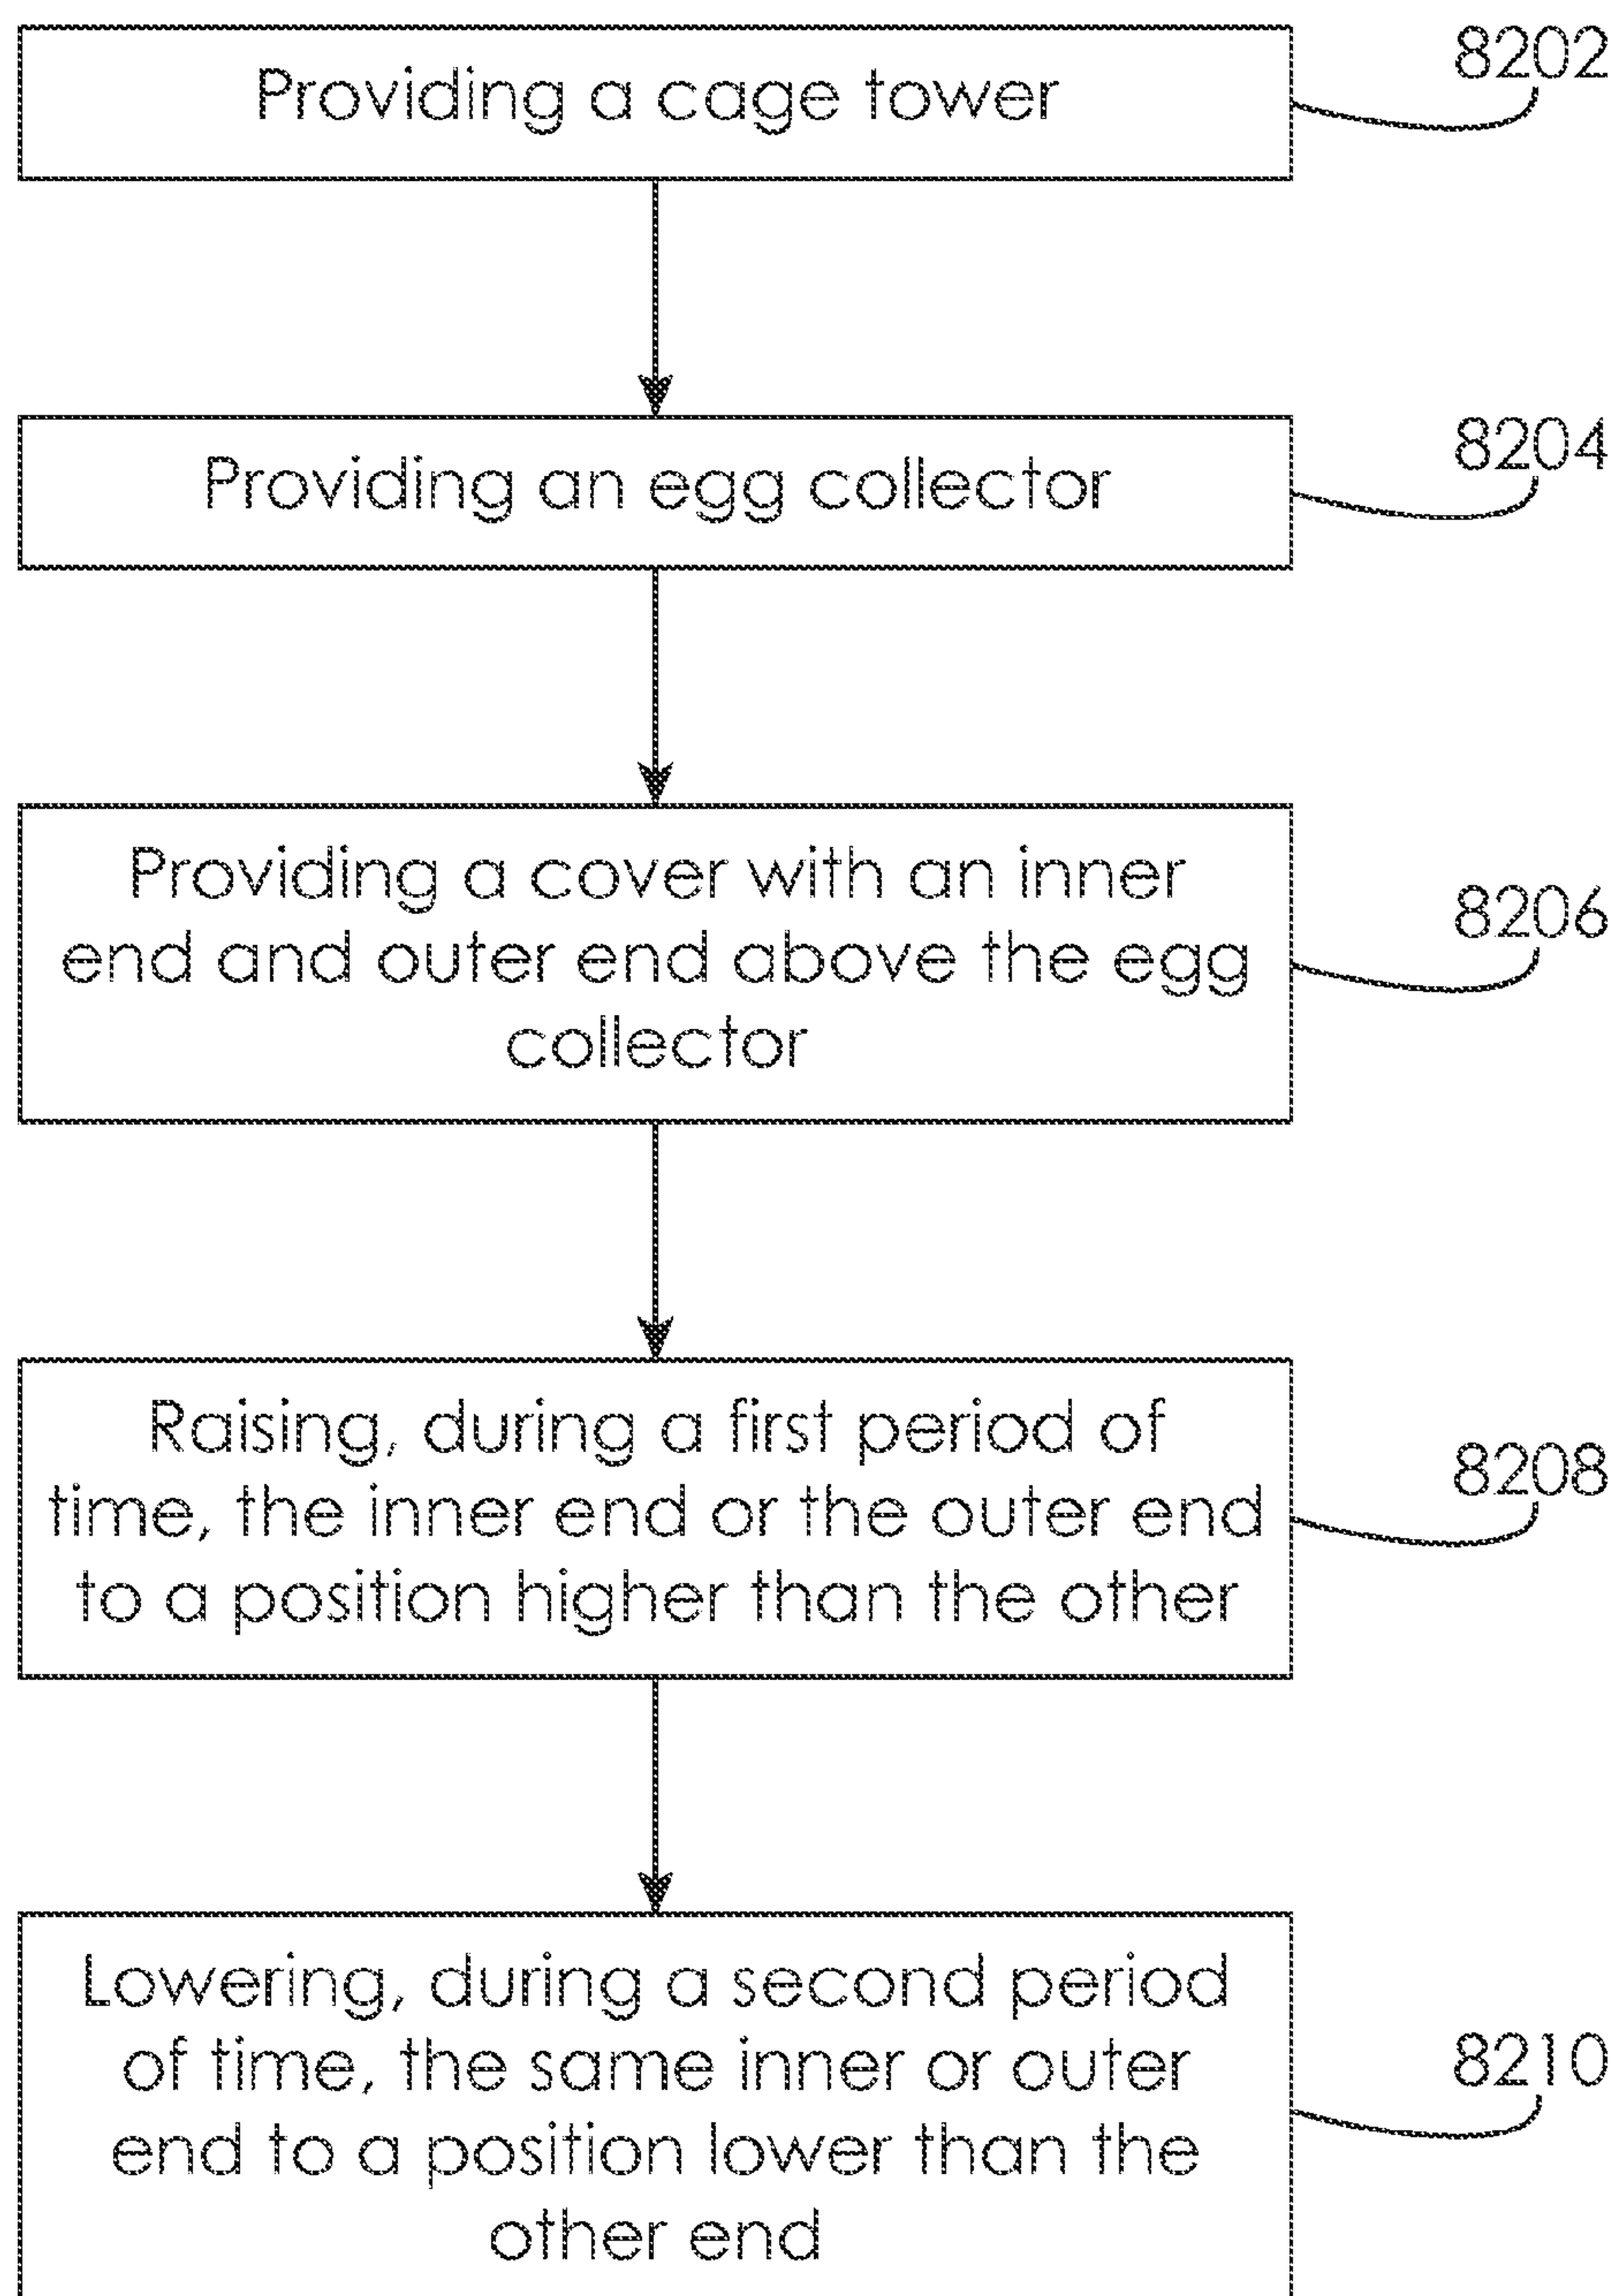 Providing a cage tower
8202
Providing an egg collector
8204
Providing a cover with an inner
end and outer end above the egg
collector
8206
Raising, during a first period of
time, the inner end or the outer end
to a position higher than the other
8208
Lowering, during a second period
of time, the same inner or outer
end to a position lower than the
other end
8210